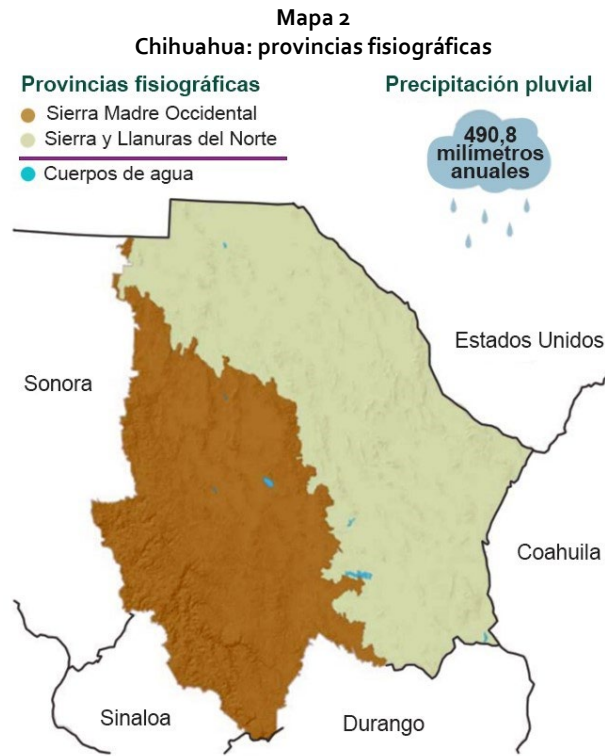 Mapa 2
Chihuahua: provincias fisiográficas
Provincias fisiográficas
Sierra Madre Occidental
Sierra y Llanuras del Norte
Cuerpos de agua
Precipitación pluvial
490,8
milímetros
anuales
Estados Unidos
Sonora
Coahuila
Sinaloa
Durango